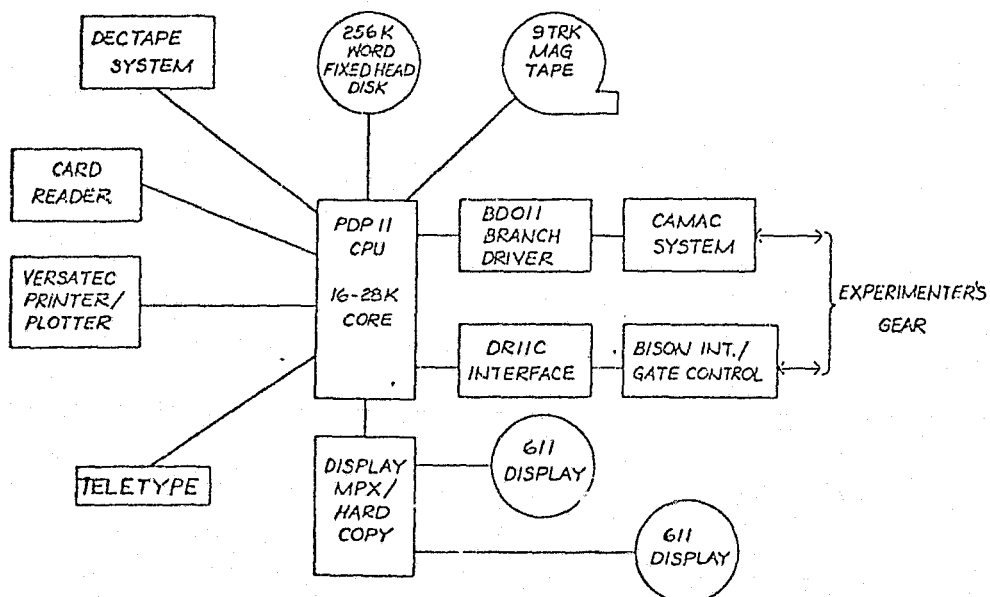 DECTAPE
SYSTEM
256K
WORD
FIXED HEAD
DISK
9 TRK
MAG
TAPE
CARD
READER
PDP 11
CPU
16-28K
CORE
BD011
BRANCH
DRIVER
CAMAC
SYSTEM
VERSATEC
PRINTER/
PLOTTER
EXPERIMENTER'S
GEAR
DR11C
INTERFACE
BISON INT./
GATE CONTROL
TELETYPE
DISPLAY
MPX/
HARD
COPY
611
DISPLAY
611
DISPLAY